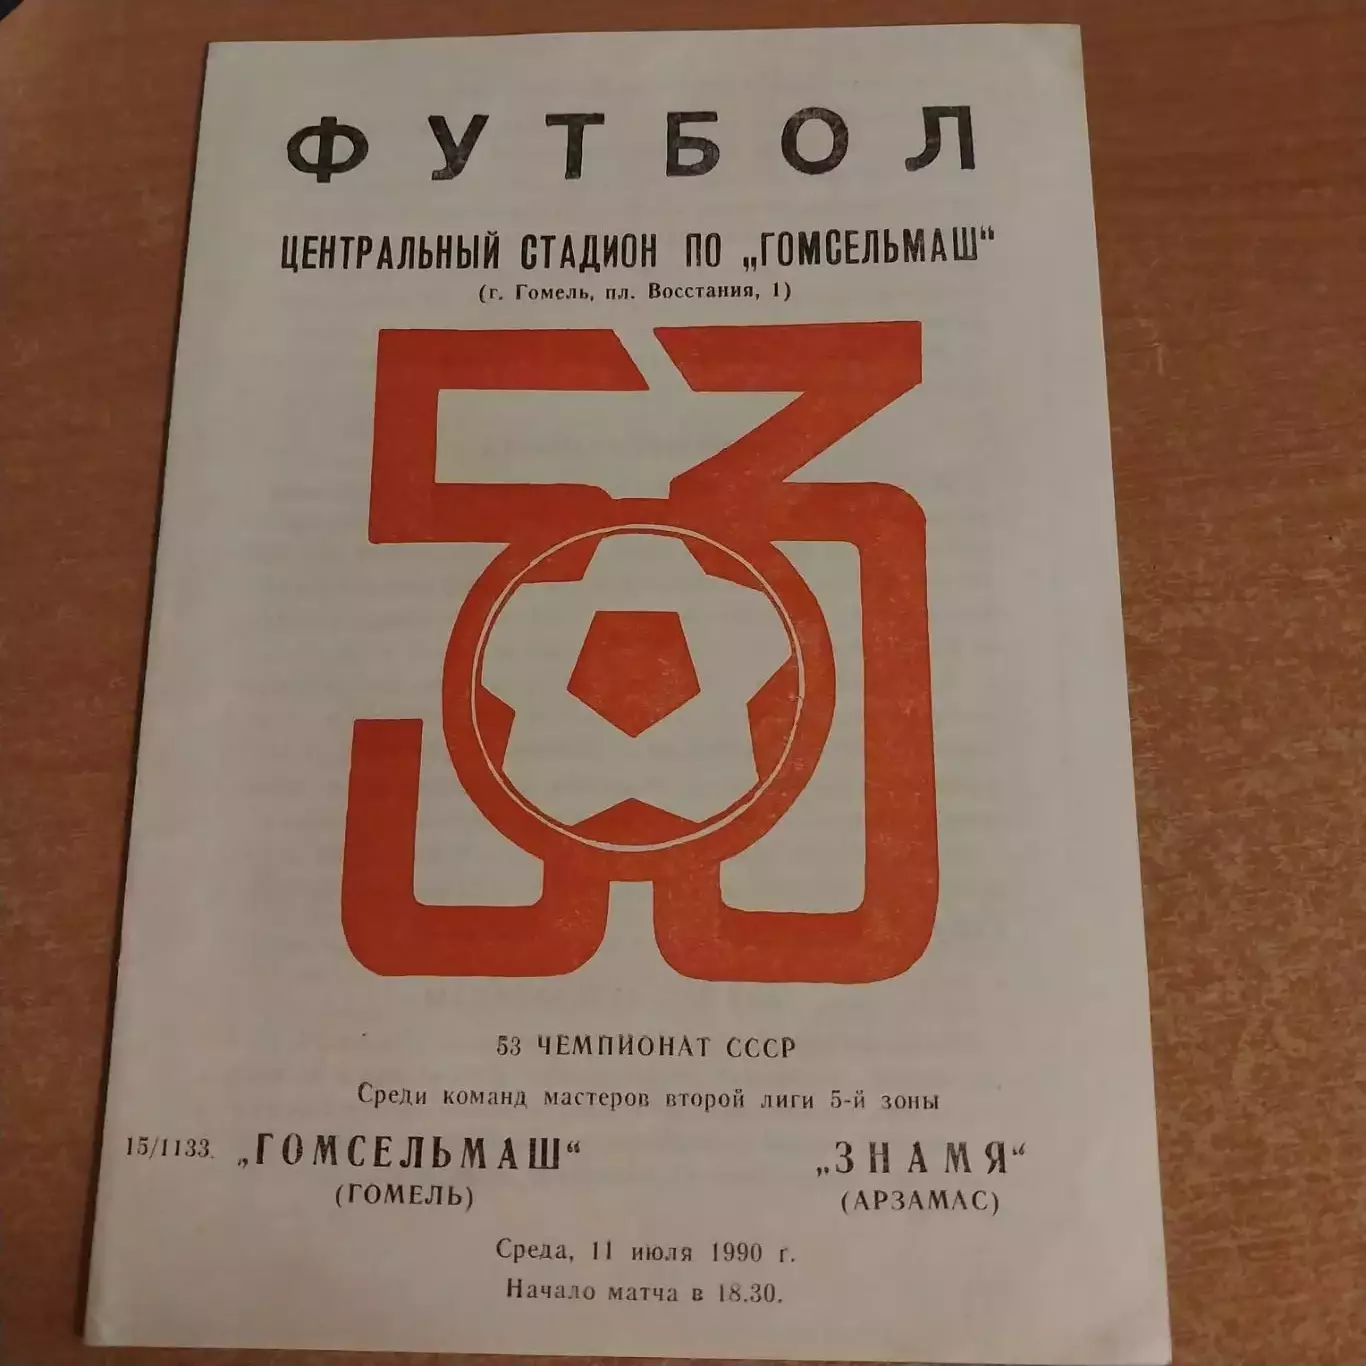 ФУТБОЛ
ЦЕНТРАЛЬНЫЙ СТАДИОН ПО „ГОМСЕЛЬМАШ“
(г. Гомель, пл. Восстания, 1)
53
53 ЧЕМПИОНАТ СССР
Среди команд мастеров второй лиги 5-й зоны
15/1133. „ГОМСЕЛЬМАШ“ „ЗНАМЯ“
(ГОМЕЛЬ) (АРЗАМАС)
Среда, 11 июля 1990 г.
Начало матча в 18.30.